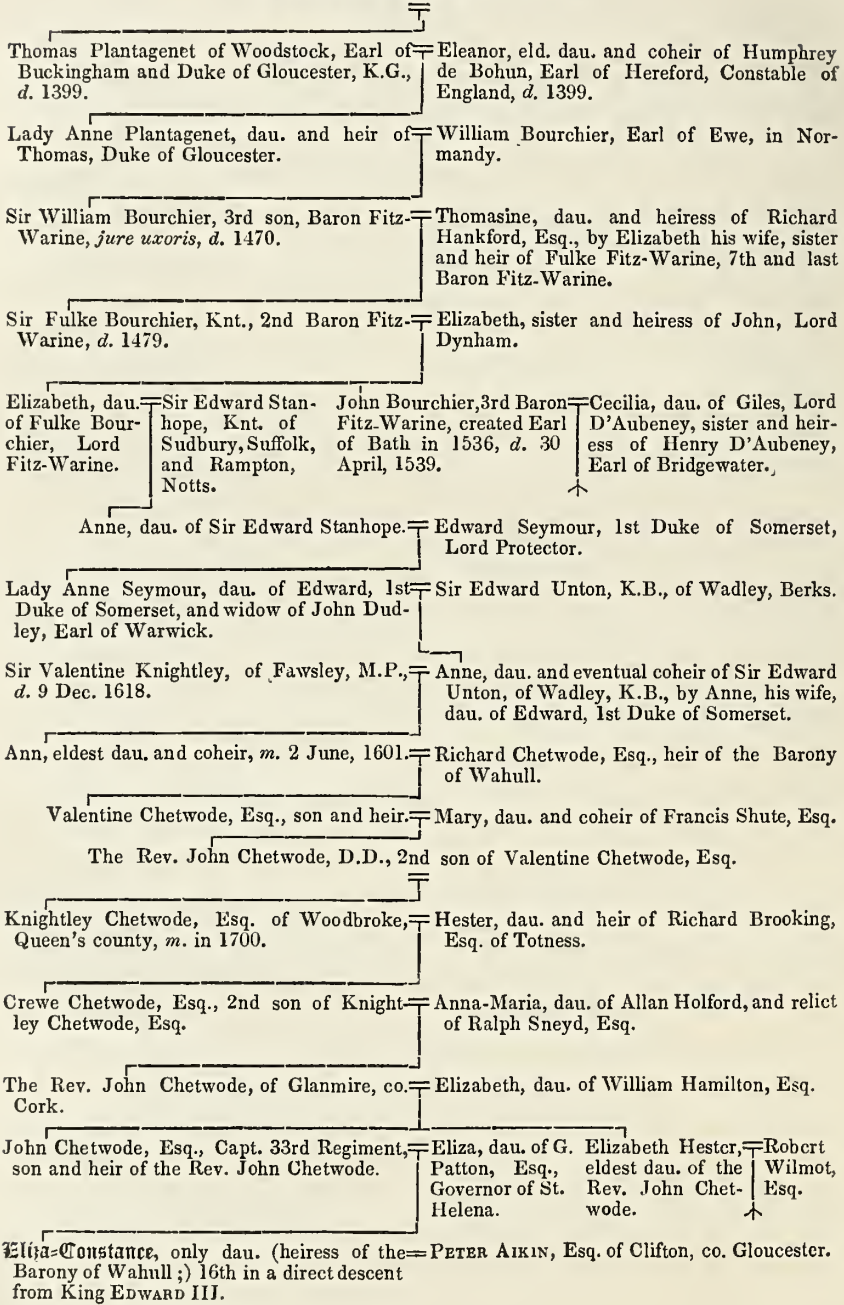 Thomas Plantagenet of Woodstock, Earl of
Buckingham and Duke of Gloucester, K.G.,
d. 1399.
Eleanor, eld. dau. and coheir of Humphrey
de Bohun, Earl of Hereford, Constable of
England, d. 1399.
Lady Anne Plantagenet, dau. and heir of
Thomas, Duke of Gloucester.
William Bourchier, Earl of Ewe, in Nor-
mandy.
Sir William Bourchier, 3rd son, Baron Fitz-
Warine, jure uxoris, d. 1470.
Thomasine, dau. and heiress of Richard
Hankford, Esq., by Elizabeth his wife, sister
and heir of Fulke Fitz-Warine, 7th and last
Baron Fitz-Warine.
Sir Fulke Bourchier, Knt., 2nd Baron Fitz-
Warine, d. 1479.
Elizabeth, sister and heiress of John, Lord
Dynham.
Elizabeth, dau.
of Fulke Bour-
chier, Lord
Fitz-Warine.
Sir Edward Stan-
hope, Knt. of
Sudbury, Suffolk,
and Rampton,
Notts.
John Bourchier, 3rd Baron
Fitz-Warine, created Earl
of Bath in 1536, d. 30
April, 1539.
Cecilia, dau. of Giles, Lord
D'Aubeney, sister and heir-
ess of Henry D'Aubeney,
Earl of Bridgewater.
Anne, dau. of Sir Edward Stanhope.
Edward Seymour, 1st Duke of Somerset,
Lord Protector.
Lady Anne Seymour, dau. of Edward, 1st
Duke of Somerset, and widow of John Dud-
ley, Earl of Warwick.
Sir Edward Unton, K.B., of Wadley, Berks.
Sir Valentine Knightley, of Fawsley, M.P.,
d. 9 Dec. 1618.
Anne, dau. and eventual coheir of Sir Edward
Unton, of Wadley, K.B., by Anne, his wife,
dau. of Edward, 1st Duke of Somerset.
Ann, eldest dau. and coheir, m. 2 June, 1601.
Richard Chetwode, Esq., heir of the Barony
of Wahull.
Valentine Chetwode, Esq., son and heir.
Mary, dau. and coheir of Francis Shute, Esq.
The Rev. John Chetwode, D.D., 2nd son of Valentine Chetwode, Esq.
Knightley Chetwode, Esq. of Woodbroke,
Queen's county, m. in 1700.
Hester, dau. and heir of Richard Brooking,
Esq. of Totness.
Crewe Chetwode, Esq., 2nd son of Knight-
ley Chetwode, Esq.
Anna-Maria, dau. of Allan Holford, and relict
of Ralph Sneyd, Esq.
The Rev. John Chetwode, of Glanmire, co.
Cork.
Elizabeth, dau. of William Hamilton, Esq.
John Chetwode, Esq., Capt. 33rd Regiment,
son and heir of the Rev. John Chetwode.
Eliza, dau. of G.
Patton, Esq.,
Governor of St.
Helena.
Elizabeth Hester,
eldest dau. of the
Rev. John Chet-
wode.
Robert
Wilmot,
Esq.
Eliza=Constance, only dau. (heiress of the
Barony of Wahull ;) 16th in a direct descent
from King EDWARD III.
PETER AIKIN, Esq. of Clifton, co. Gloucester.